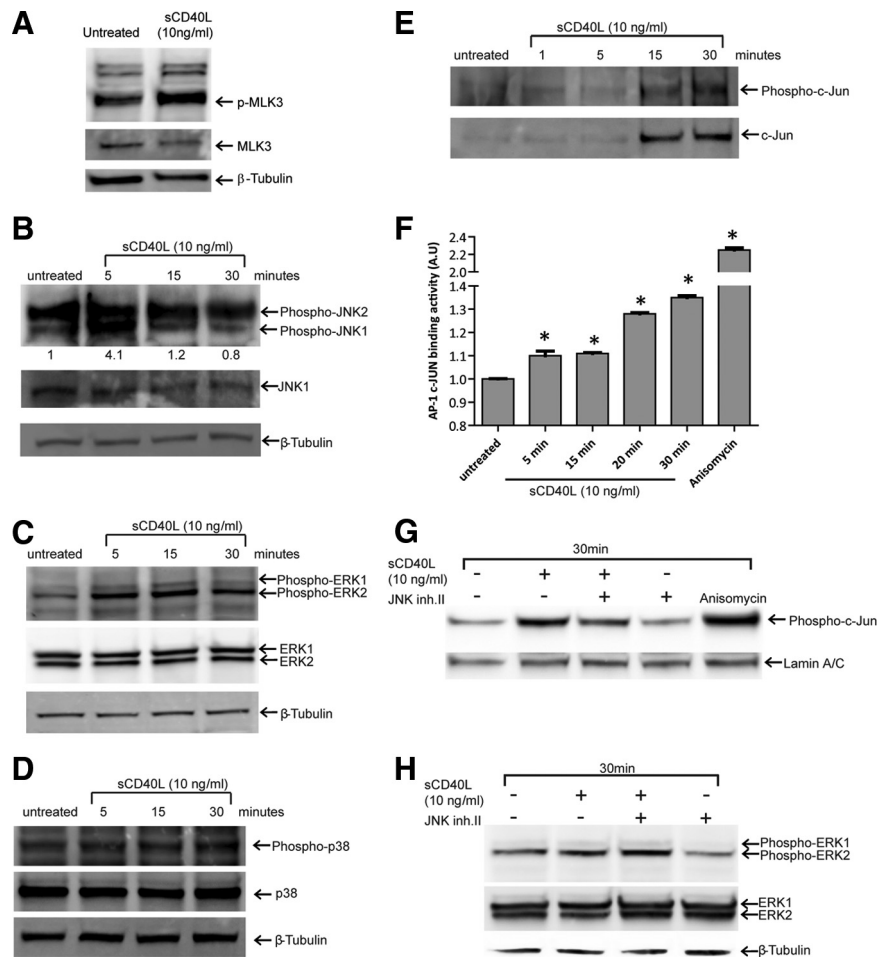 A
Untreated
sCD40L
(10ng/ml)
p-MLK3
MLK3
β-Tubulin
B
sCD40L (10 ng/ml)
untreated 5 15 30 minutes
Phospho-JNK2
Phospho-JNK1
1 4.1 1.2 0.8
JNK1
β-Tubulin
C
sCD40L (10 ng/ml)
untreated 5 15 30 minutes
Phospho-ERK1
Phospho-ERK2
ERK1
ERK2
β-Tubulin
D
sCD40L (10 ng/ml)
untreated 5 15 30 minutes
Phospho-p38
p38
β-Tubulin
E
sCD40L (10 ng/ml)
untreated 1 5 15 30 minutes
Phospho-c-Jun
c-Jun
F
AP-1 c-JUN binding activity (A.U)
2.4
2.2
2.0
1.3
1.2
1.1
1.0
0.9
0.8
* * * * *
untreated
5 min
15 min
20 min
30 min
Anisomycin
sCD40L (10 ng/ml)
G
30min
sCD40L
(10 ng/ml) - + + -
JNK inh.II - - + + Anisomycin
Phospho-c-Jun
Lamin A/C
H
30min
sCD40L
(10 ng/ml) - + + -
JNK inh.II - - + +
Phospho-ERK1
Phospho-ERK2
ERK1
ERK2
β-Tubulin